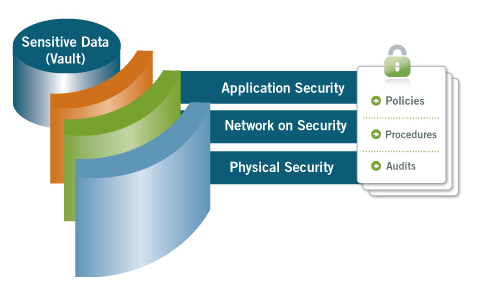 Sensitive Data
(Vault)
Application Security
Network on Security
Physical Security
Policies
Procedures
Audits